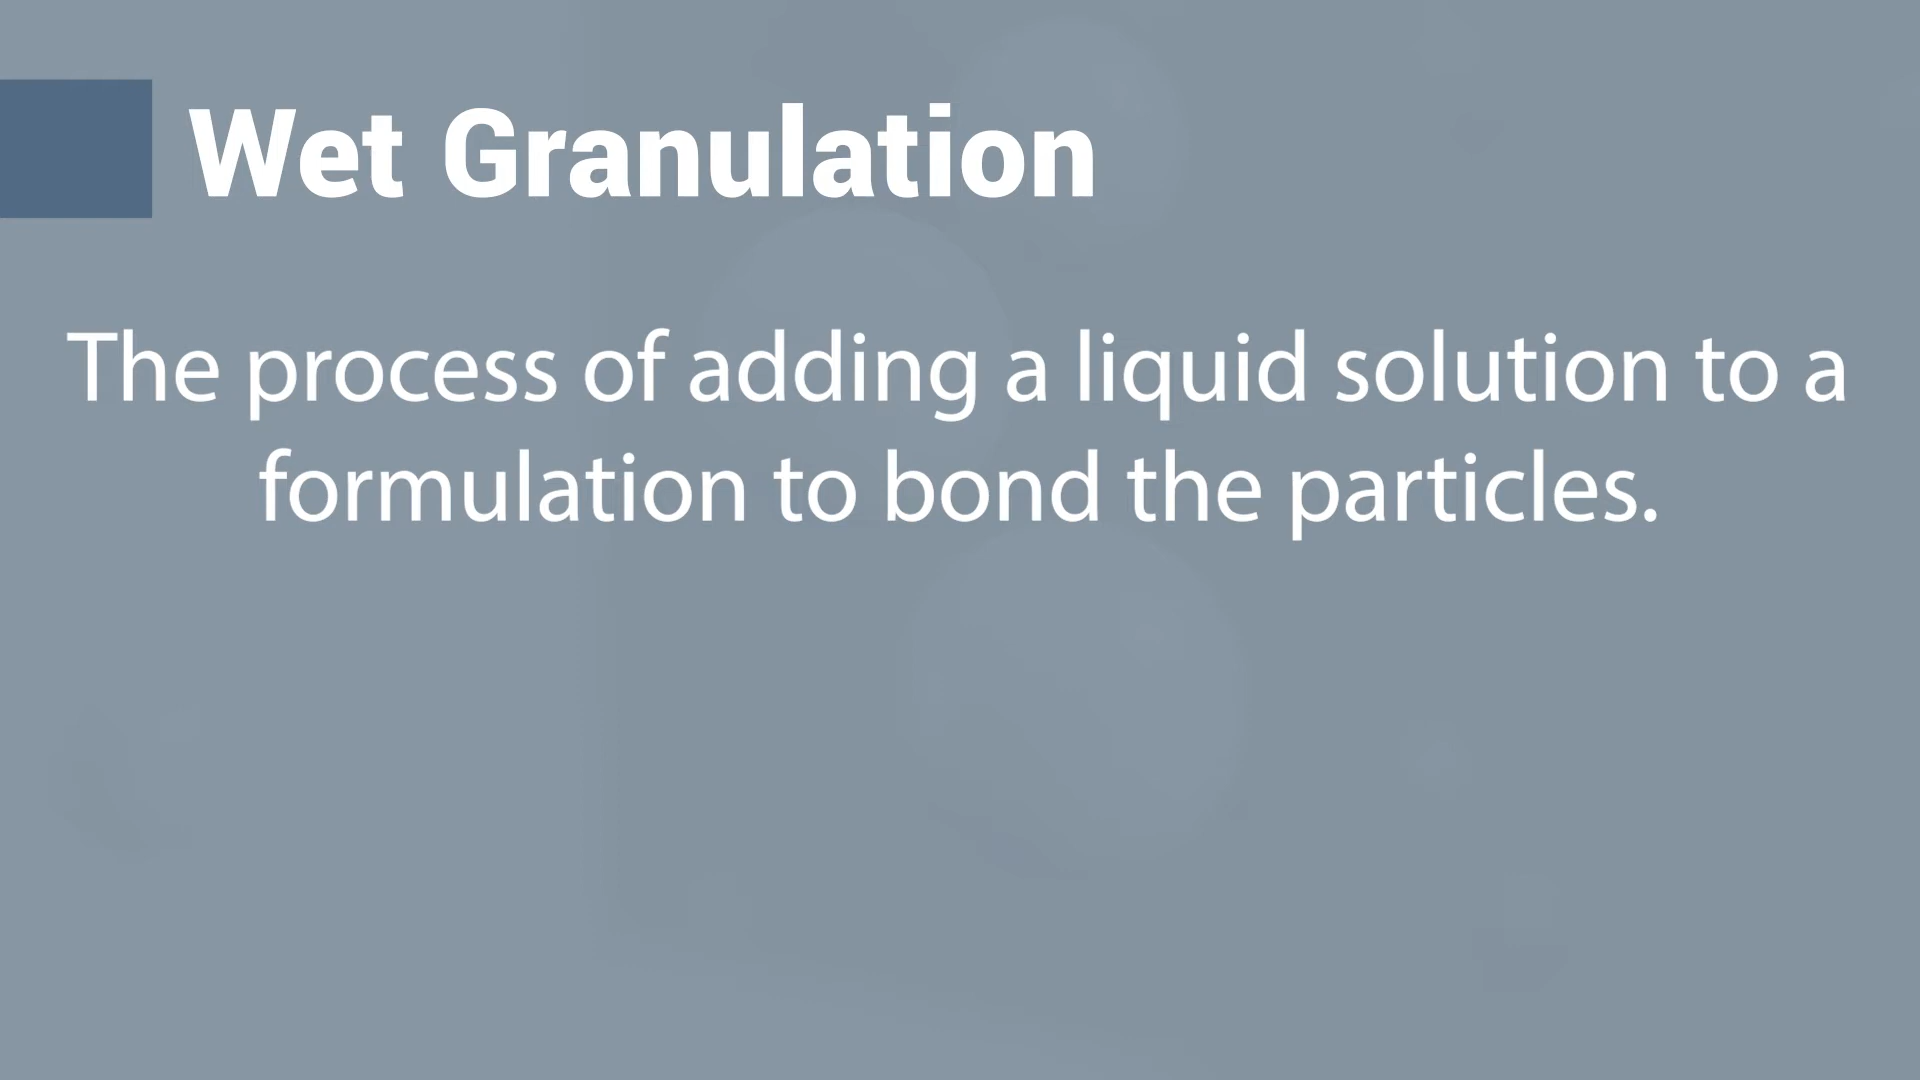 Wet Granulation
The process of adding a liquid solution to a
formulation to bond the particles.